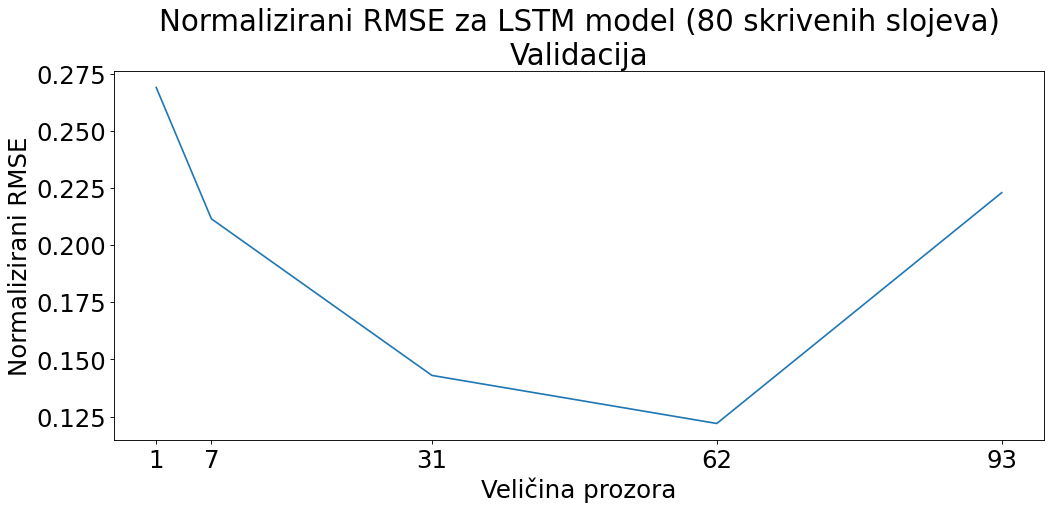 Normalizirani RMSE za LSTM model (80 skrivenih slojeva)
Validacija
Normalizirani RMSE
0.275
0.250
0.225
0.200
0.175
0.150
0.125
1 7 31 62 93
Veličina prozora